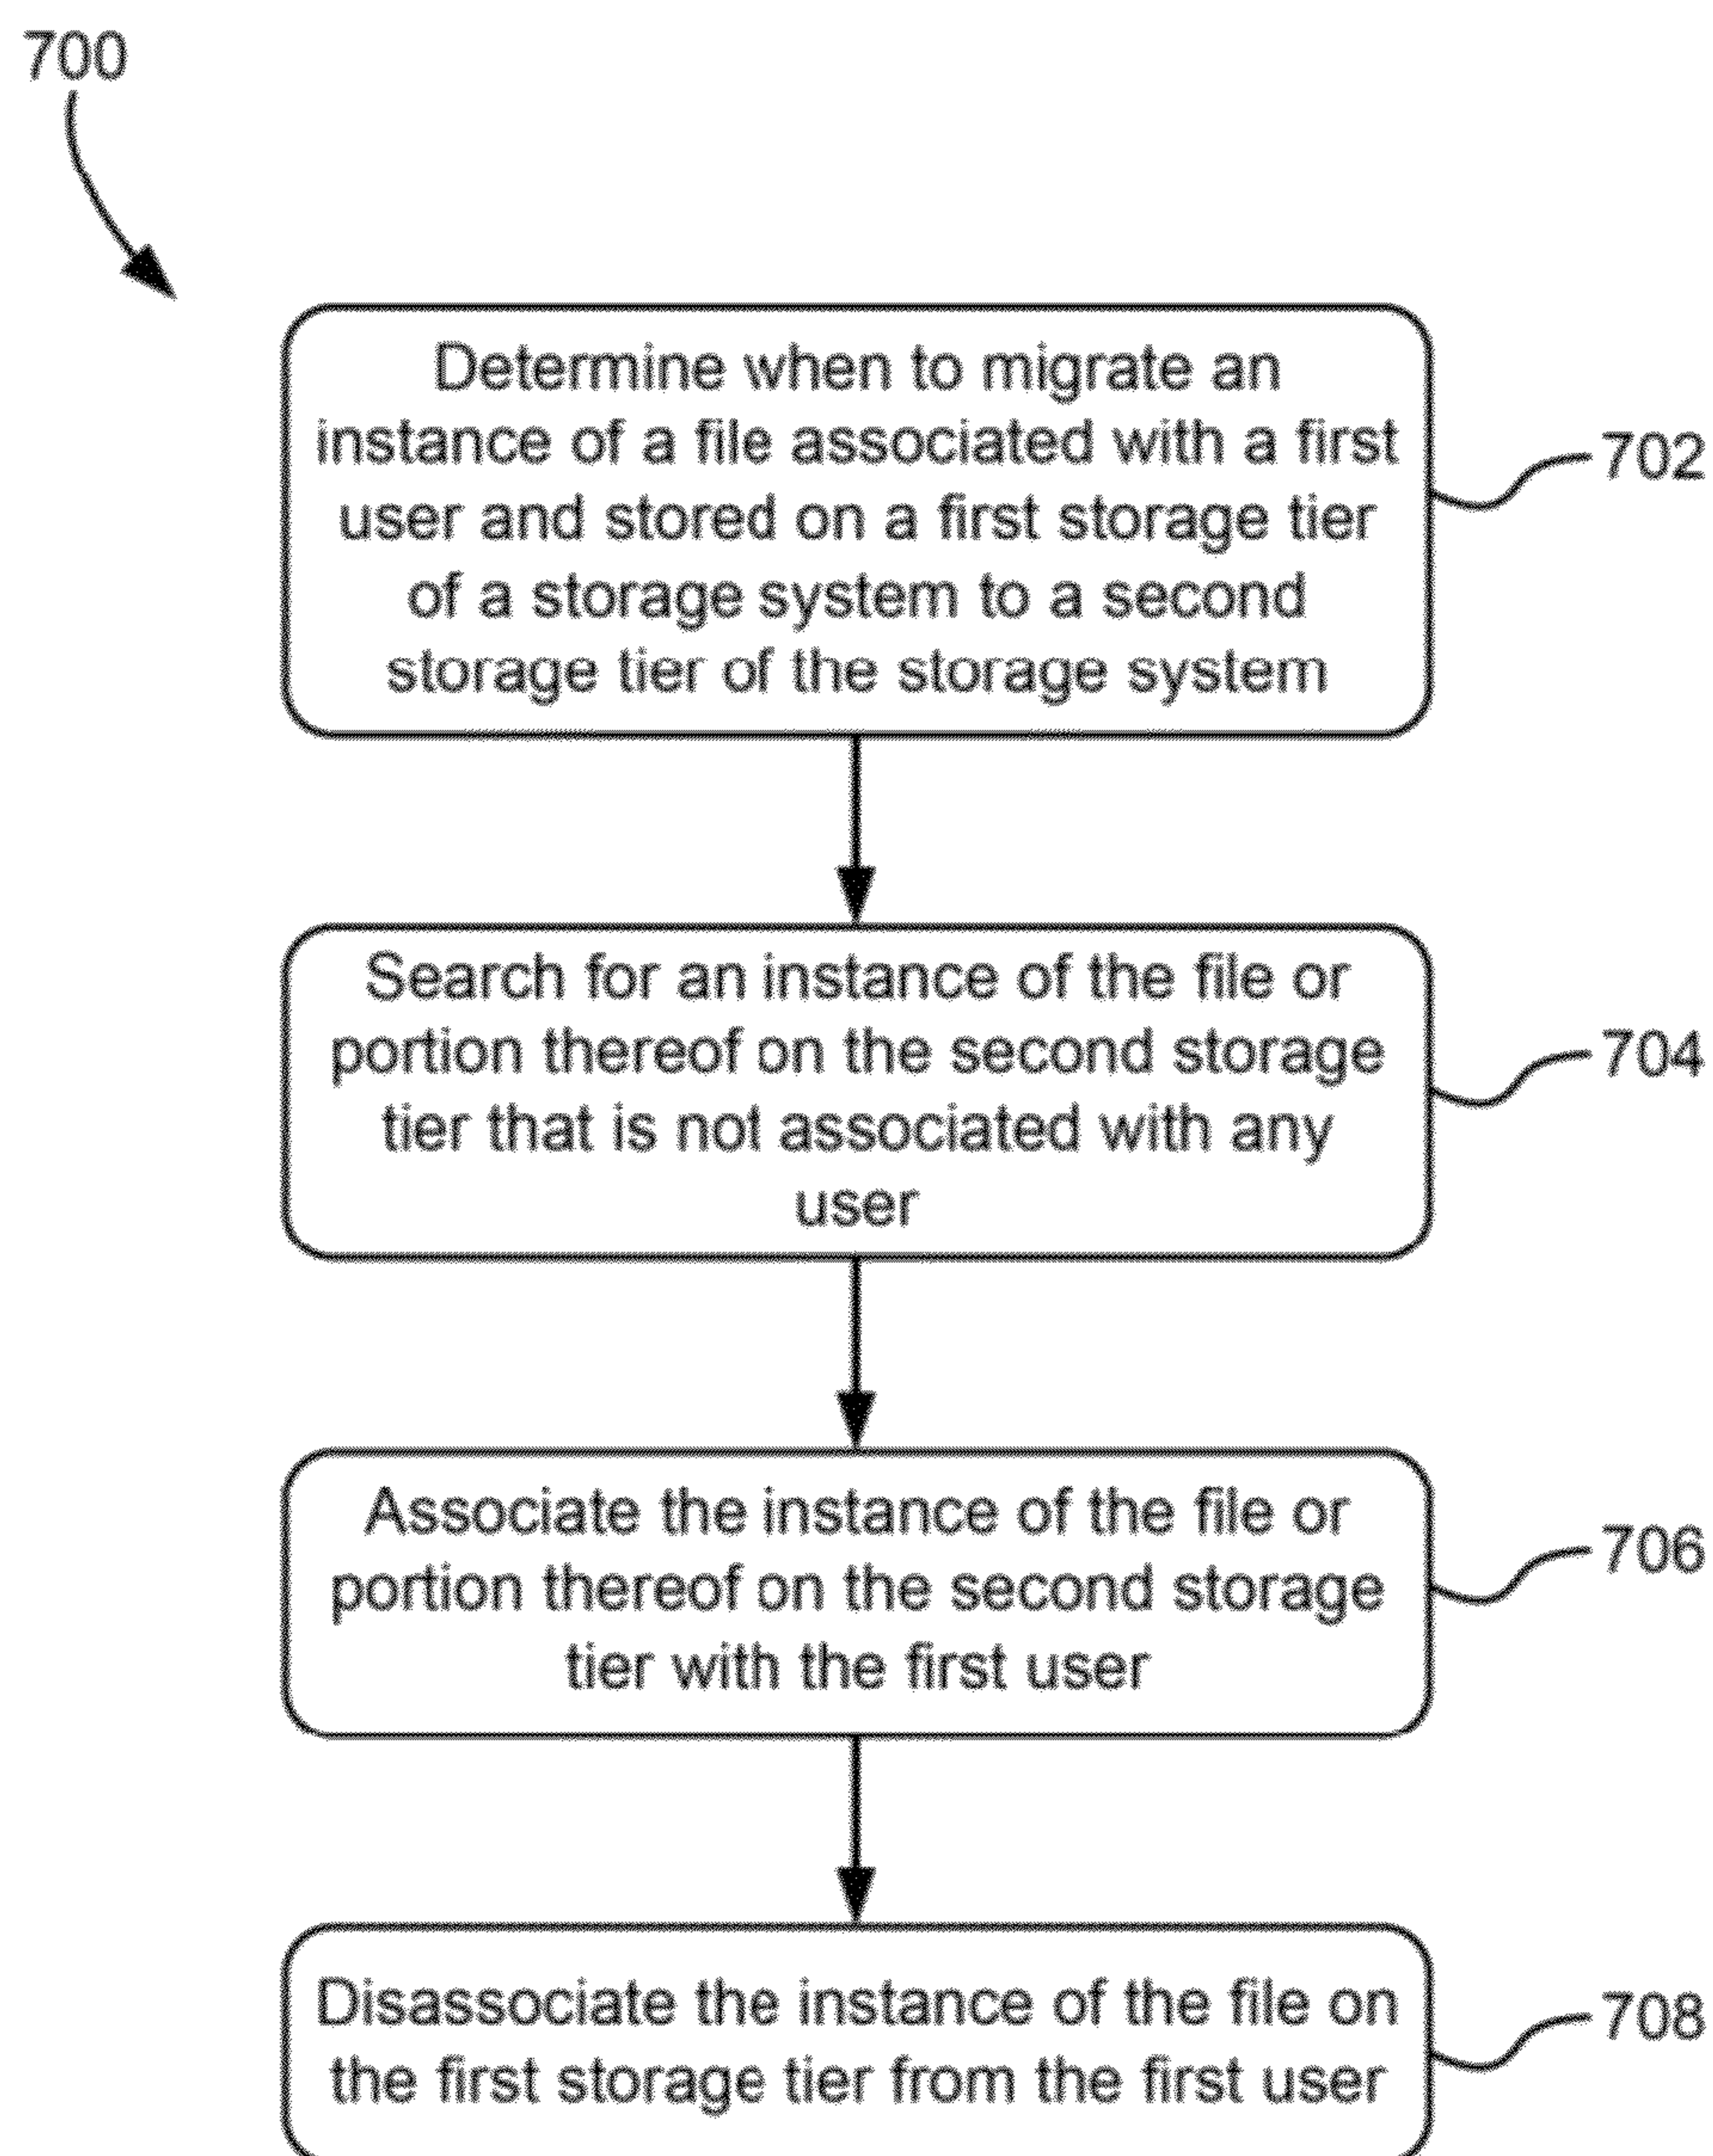 700
Determine when to migrate an
instance of a file associated with a first
user and stored on a first storage tier
of a storage system to a second
storage tier of the storage system
702
Search for an instance of the file or
portion thereof on the second storage
tier that is not associated with any
user
704
Associate the instance of the file or
portion thereof on the second storage
tier with the first user
706
Disassociate the instance of the file on
the first storage tier from the first user
708